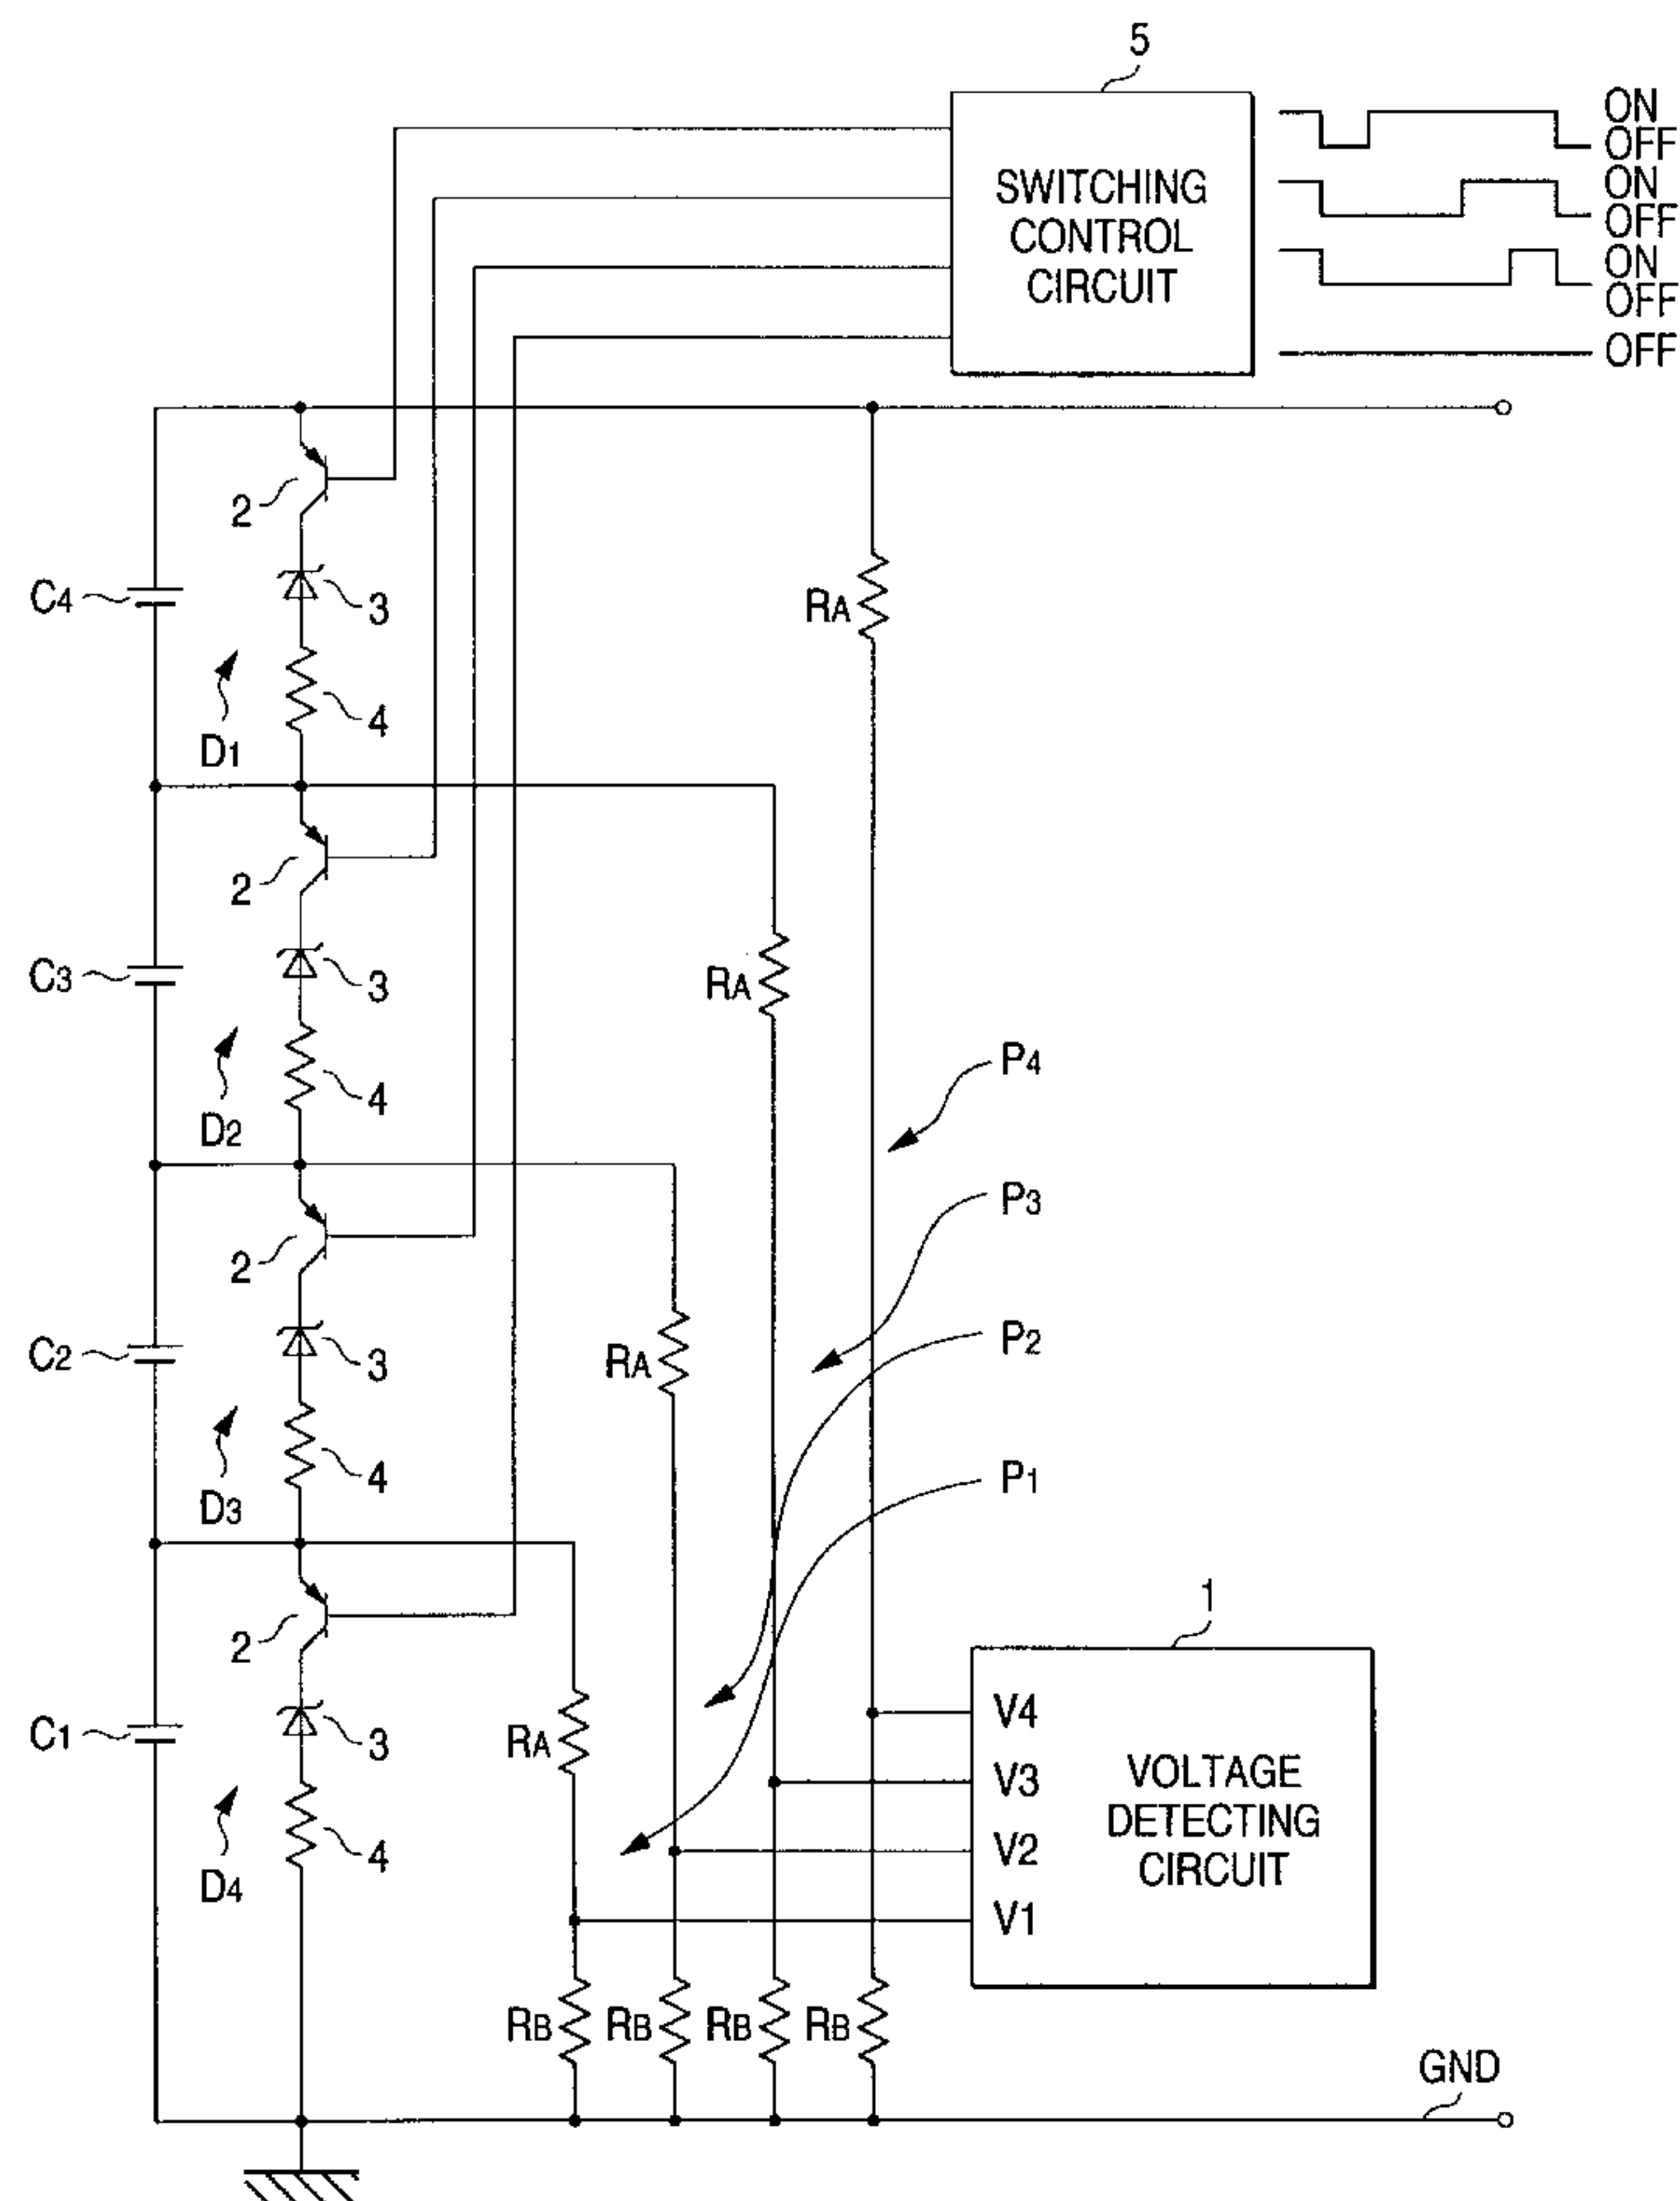 5
SWITCHING
CONTROL
CIRCUIT
ON
OFF
ON
OFF
ON
OFF
OFF
2
C4
3
RA
4
D1
2
C3
3
RA
4
D2
P4
P3
2
C2
3
RA
P2
4
D3
P1
1
2
C1
3
RA
4
D4
V4
V3
V2
V1
VOLTAGE
DETECTING
CIRCUIT
RB
RB
RB
RB
GND